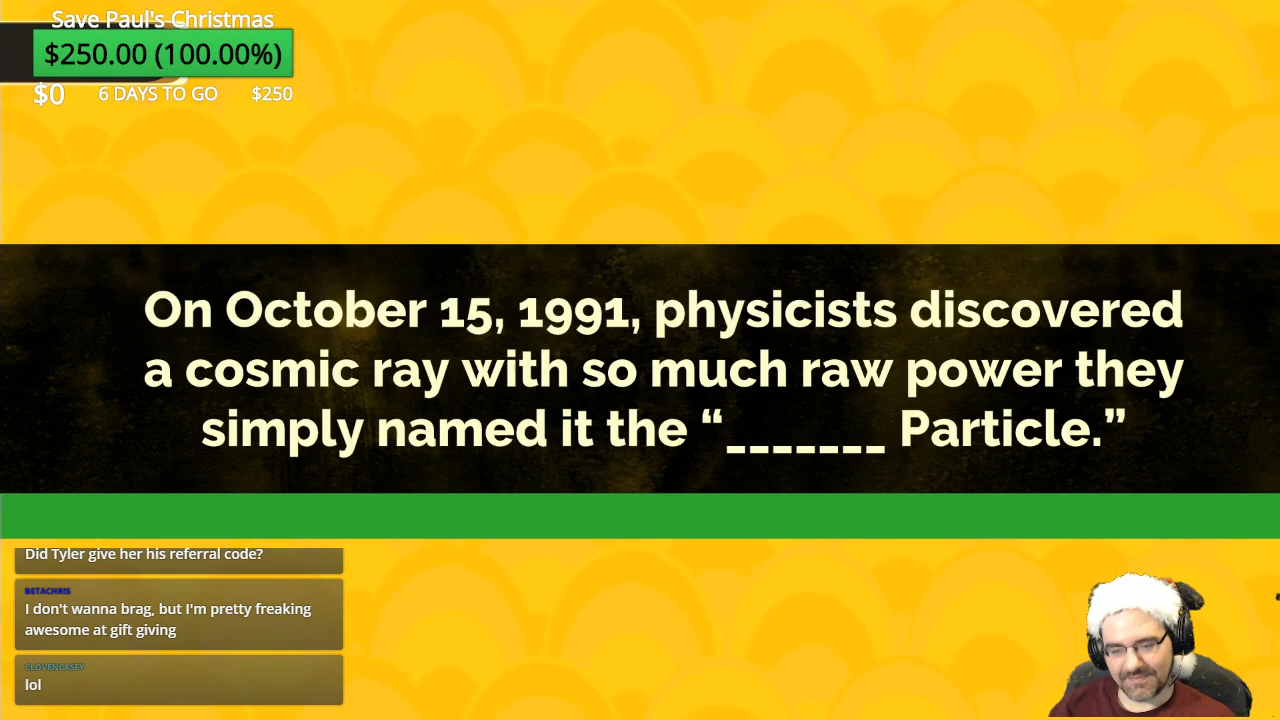 Save Paul's Christmas
$250.00 (100.00%)
$0 6 DAYS TO GO $250
On October 15, 1991, physicists discovered
a cosmic ray with so much raw power they
simply named it the “_______ Particle.”
Did Tyler give her his referral code?
BETACHRIS
I don't wanna brag, but I'm pretty freaking
awesome at gift giving
CLOVENCASEY
lol